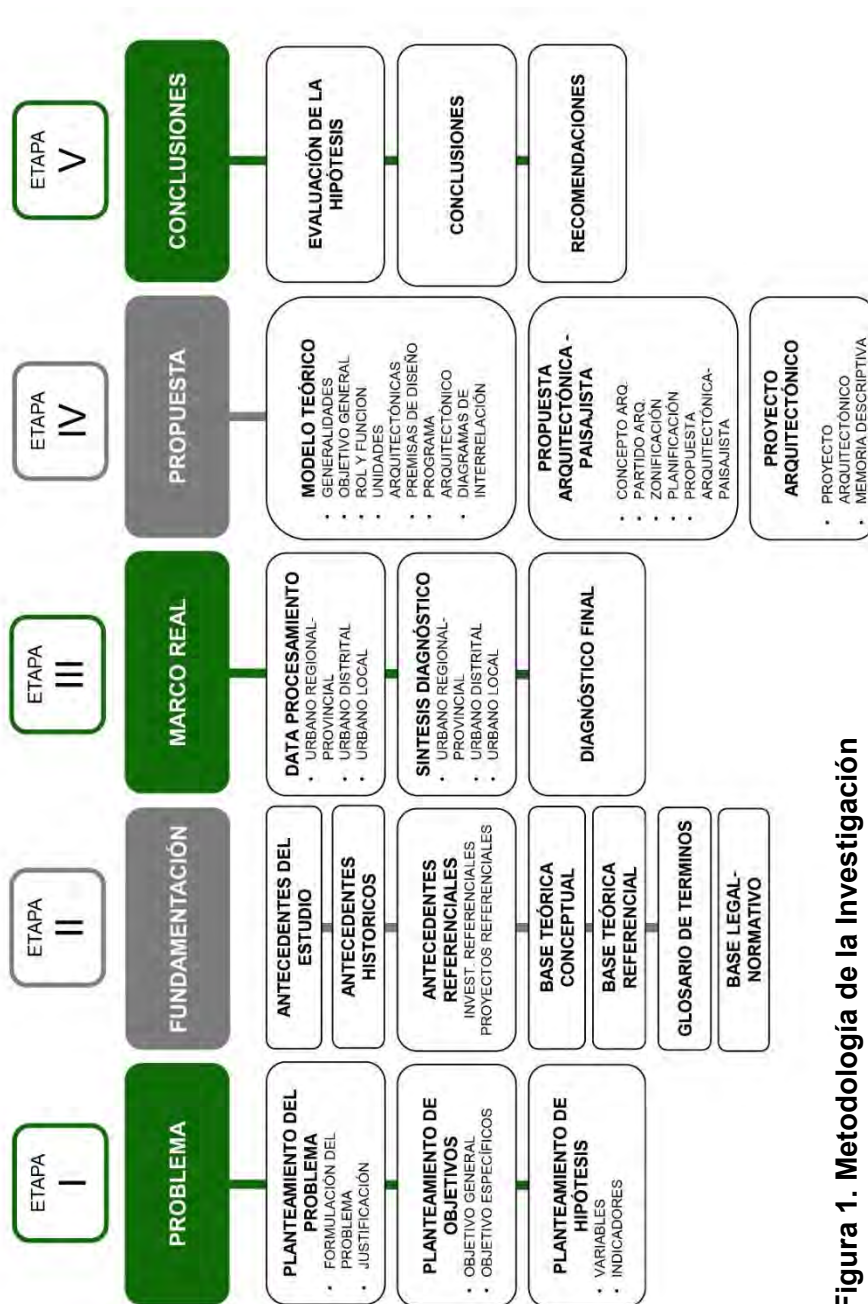 ETAPA
I
PROBLEMA
PLANTEAMIENTO DEL
PROBLEMA
• FORMULACIÓN DEL
PROBLEMA
• JUSTIFICACIÓN
PLANTEAMIENTO DE
OBJETIVOS
• OBJETIVO GENERAL
• OBJETIVO ESPECÍFICOS
PLANTEAMIENTO DE
HIPÓTESIS
• VARIABLES
• INDICADORES
ETAPA
II
FUNDAMENTACIÓN
ANTECEDENTES DEL
ESTUDIO
ANTECEDENTES
HISTORICOS
ANTECEDENTES
REFERENCIALES
INVEST. REFERENCIALES
PROYECTOS REFERENCIALES
BASE TEÓRICA
CONCEPTUAL
BASE TEÓRICA
REFERENCIAL
GLOSARIO DE TERMINOS
BASE LEGAL-
NORMATIVO
ETAPA
III
MARCO REAL
DATA PROCESAMIENTO
• URBANO REGIONAL-
PROVINCIAL
• URBANO DISTRITAL
• URBANO LOCAL
SINTESIS DIAGNÓSTICO
• URBANO REGIONAL-
PROVINCIAL
• URBANO DISTRITAL
• URBANO LOCAL
DIAGNÓSTICO FINAL
ETAPA
IV
PROPUESTA
MODELO TEÓRICO
• GENERALIDADES
• OBJETIVO GENERAL
• ROL Y FUNCION
• UNIDADES
ARQUITECTÓNICAS
• PREMISAS DE DISEÑO
• PROGRAMA
ARQUITECTÓNICO
• DIAGRAMAS DE
INTERRELACIÓN
PROPUESTA
ARQUITECTÓNICA -
PAISAJISTA
• CONCEPTO ARQ.
• PARTIDO ARQ.
• ZONIFICACIÓN
• PLANIFICACIÓN
• PROPUESTA
ARQUITECTÓNICA-
PAISAJISTA
PROYECTO
ARQUITECTÓNICO
• PROYECTO
ARQUITECTÓNICO
• MEMORIA DESCRIPTIVA
ETAPA
V
CONCLUSIONES
EVALUACIÓN DE LA
HIPÓTESIS
CONCLUSIONES
RECOMENDACIONES
Figura 1. Metodología de la Investigación